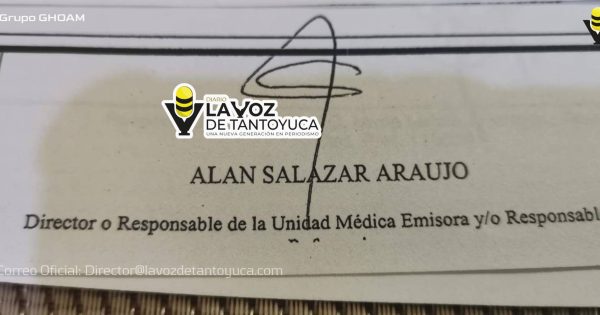 Grupo GHOAM
DIARIO
LA VOZ
DE TANTOYUCA
UNA NUEVA GENERACIÓN EN PERIODISMO
ALAN SALAZAR ARAUJO
Director o Responsable de la Unidad Médica Emisora y/o Responsabl
Correo Oficial: Director@lavozdetantoyuca.com